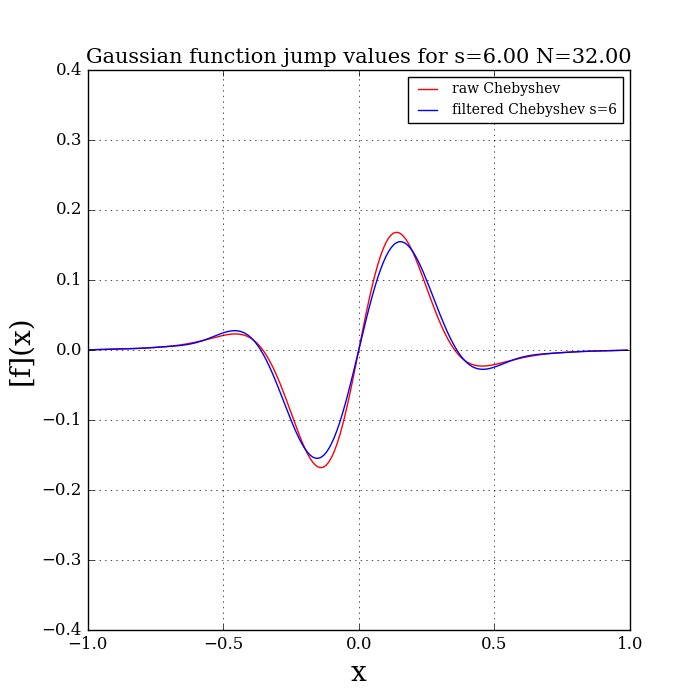 Gaussian function jump values for s=6.00 N=32.00
raw Chebyshev
filtered Chebyshev s=6
0.4
0.3
0.2
0.1
0.0
−0.1
−0.2
−0.3
−0.4
[f](x)
−1.0
−0.5
0.0
0.5
1.0
x